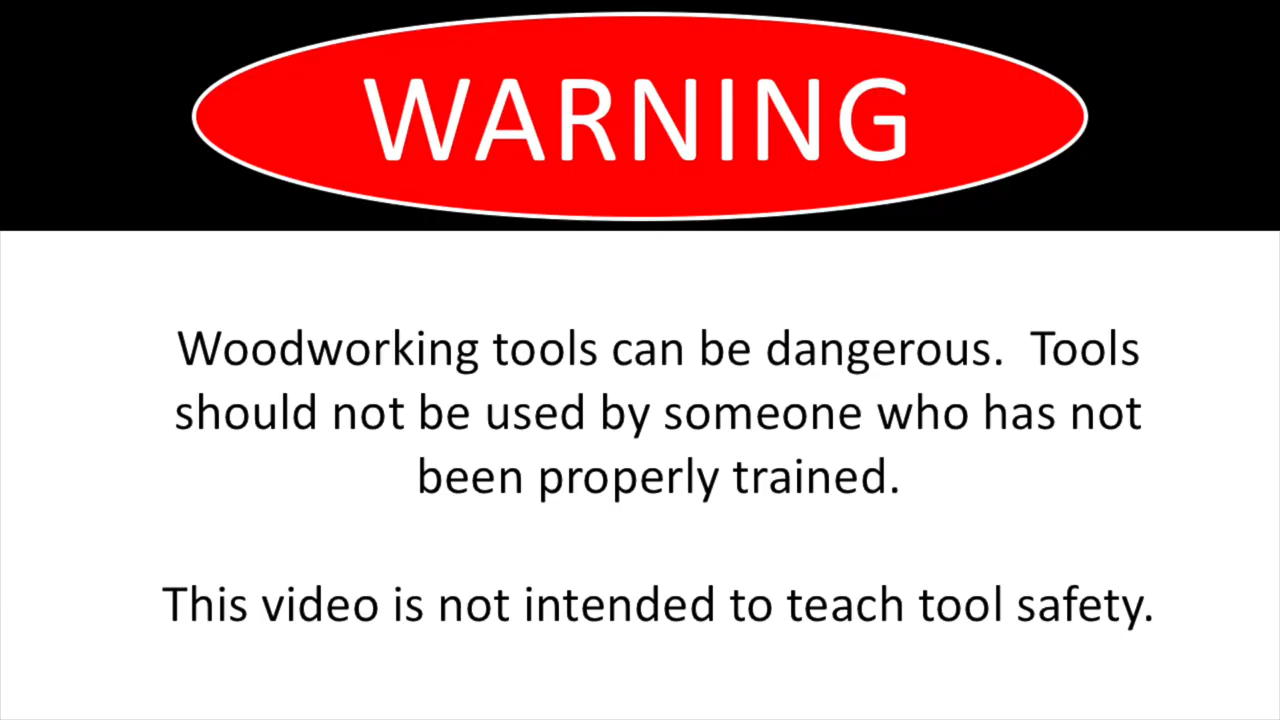 WARNING
Woodworking tools can be dangerous.  Tools
should not be used by someone who has not
been properly trained.
This video is not intended to teach tool safety.